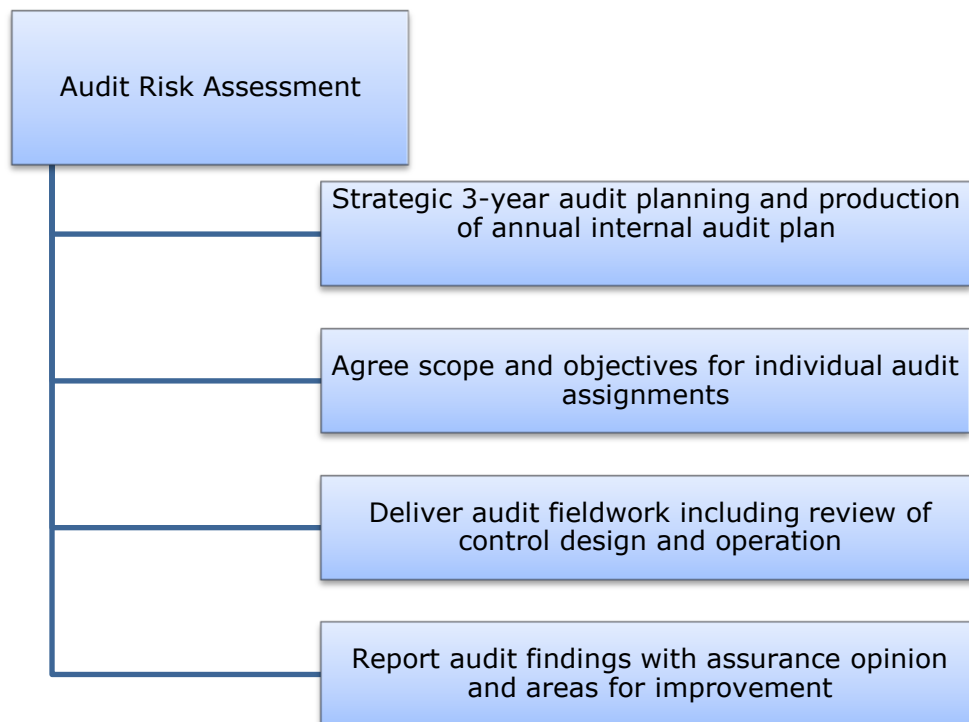 Audit Risk Assessment
Strategic 3-year audit planning and production
of annual internal audit plan
Agree scope and objectives for individual audit
assignments
Deliver audit fieldwork including review of
control design and operation
Report audit findings with assurance opinion
and areas for improvement